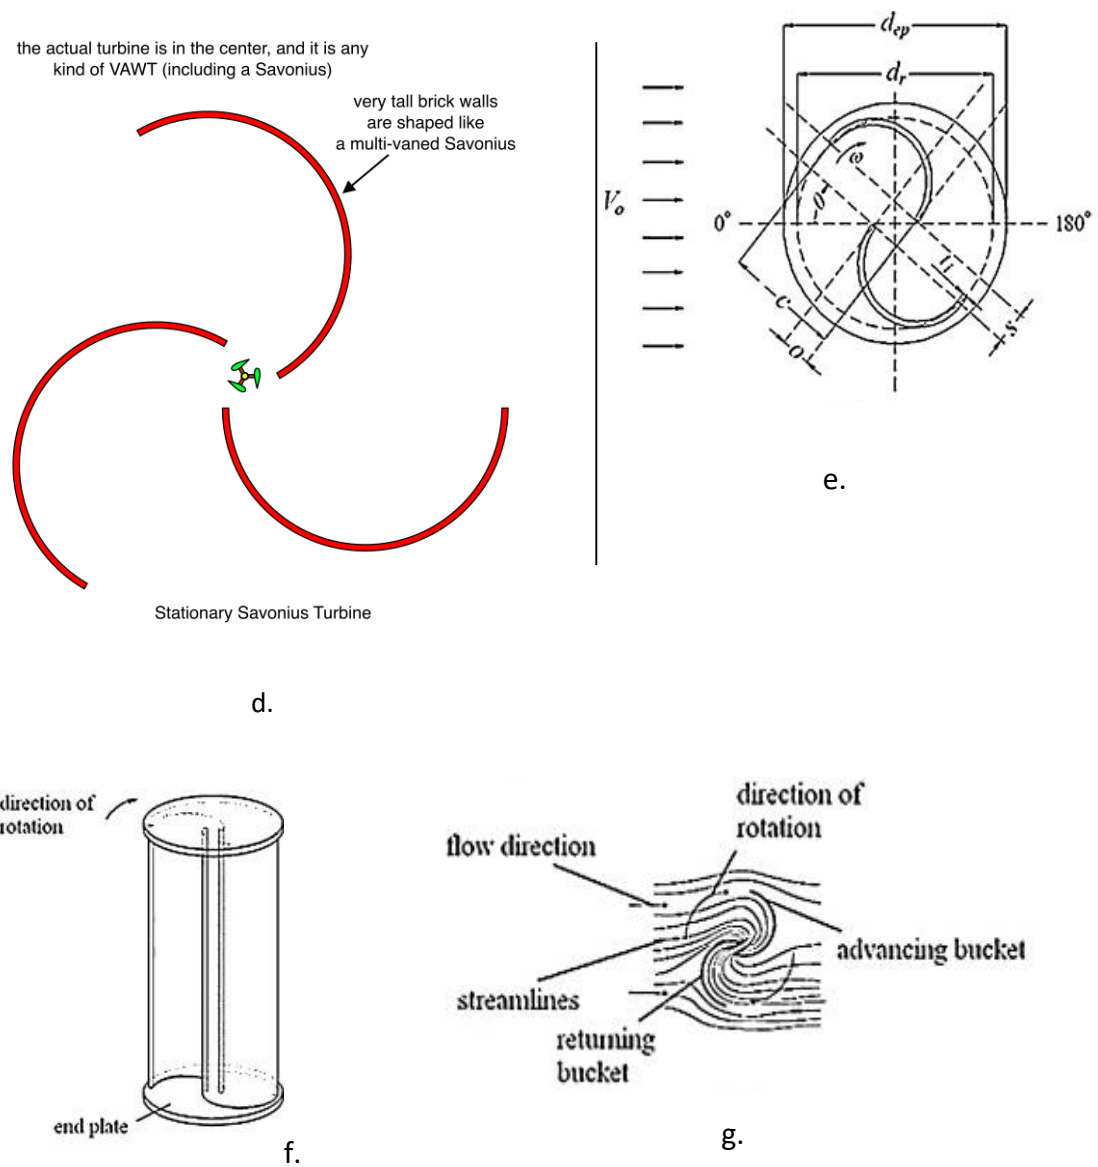 the actual turbine is in the center, and it is any
kind of VAWT (including a Savonius)
very tall brick walls
are shaped like
a multi-vaned Savonius
Stationary Savonius Turbine
d.
d_ep
d_r
V_o
0°
180°
ω
θ
t
c
o
s
e.
direction of
rotation
end plate
f.
direction of
rotation
flow direction
advancing bucket
streamlines
returning
bucket
g.